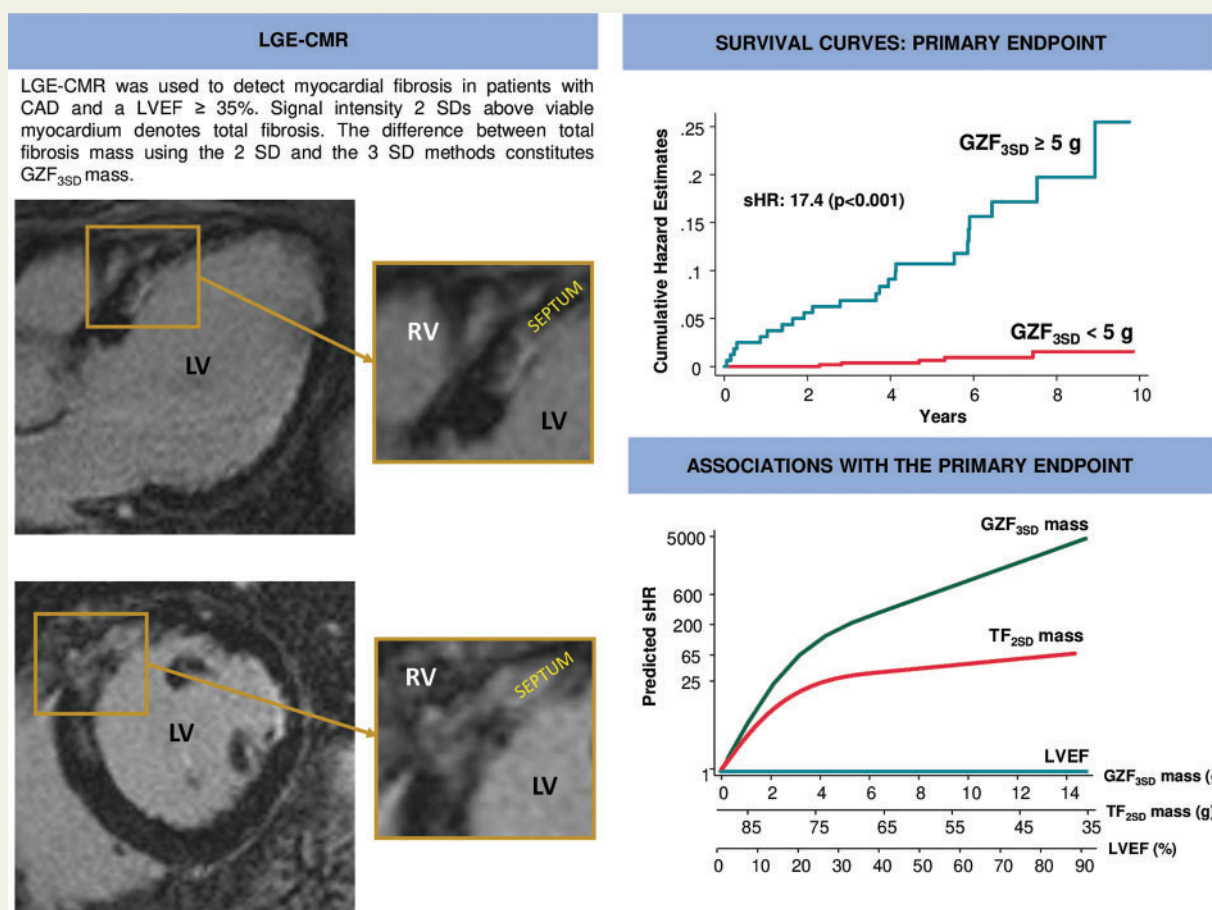 LGE-CMR
LGE-CMR was used to detect myocardial fibrosis in patients with
CAD and a LVEF ≥ 35%. Signal intensity 2 SDs above viable
myocardium denotes total fibrosis. The difference between total
fibrosis mass using the 2 SD and the 3 SD methods constitutes
GZF3SD mass.
LV
RV
SEPTUM
LV
LV
RV
SEPTUM
LV
SURVIVAL CURVES: PRIMARY ENDPOINT
Cumulative Hazard Estimates
.25
.2
.15
.1
.05
0
GZF3SD ≥ 5 g
sHR: 17.4 (p<0.001)
GZF3SD < 5 g
0 2 4 6 8 10
Years
ASSOCIATIONS WITH THE PRIMARY ENDPOINT
Predicted sHR
5000
600
200
65
25
1
GZF3SD mass
TF2SD mass
LVEF
0 2 4 6 8 10 12 14
GZF3SD mass (g
85 75 65 55 45 35
TF2SD mass (g)
0 10 20 30 40 50 60 70 80 90
LVEF (%)